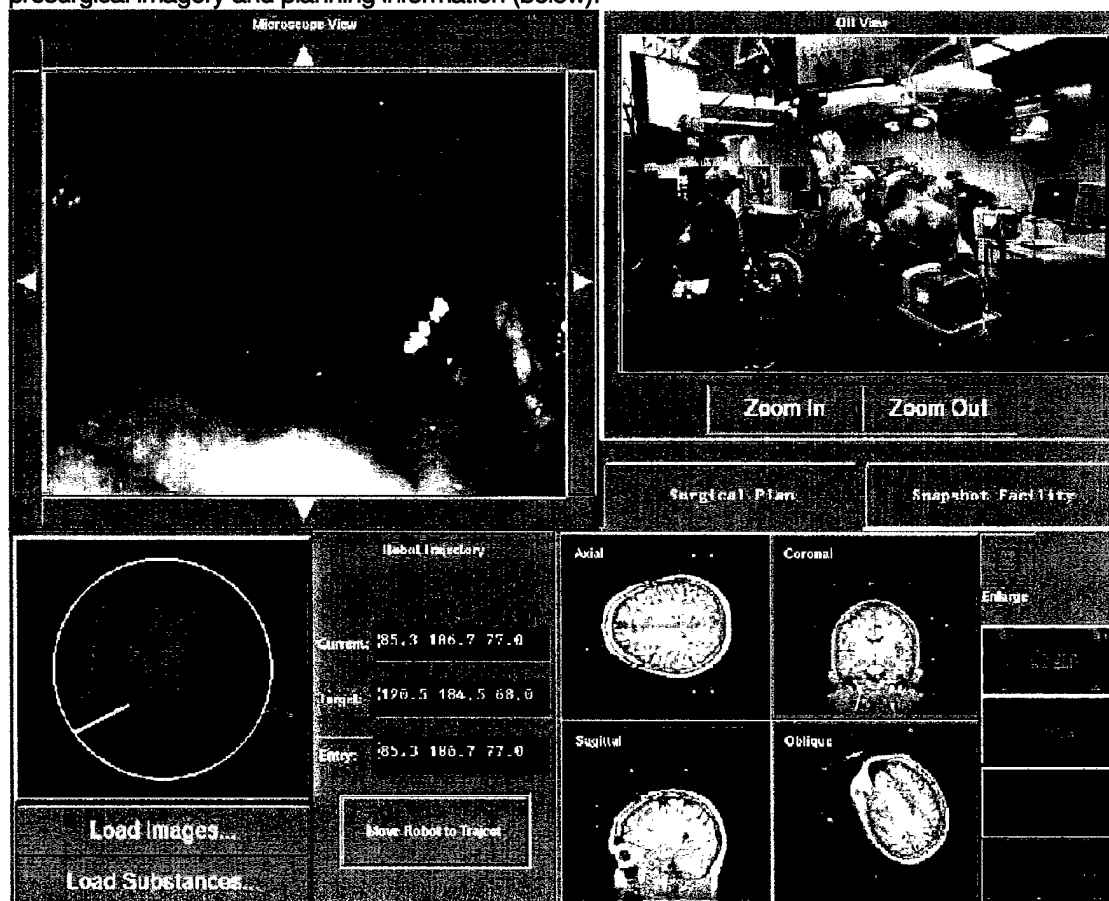 presurgical imagery and planning information (below).
Microscope View
OR View
Zoom In
Zoom Out
Surgical Plan
Snapshot Facility
Robot Trajectory
Current: 85.3 186.7 77.0
Target: 190.5 184.5 68.0
Entry: 85.3 186.7 77.0
Move Robot to Traject
Load Images...
Load Substances...
Axial
Coronal
Sagittal
Oblique
Enlarge